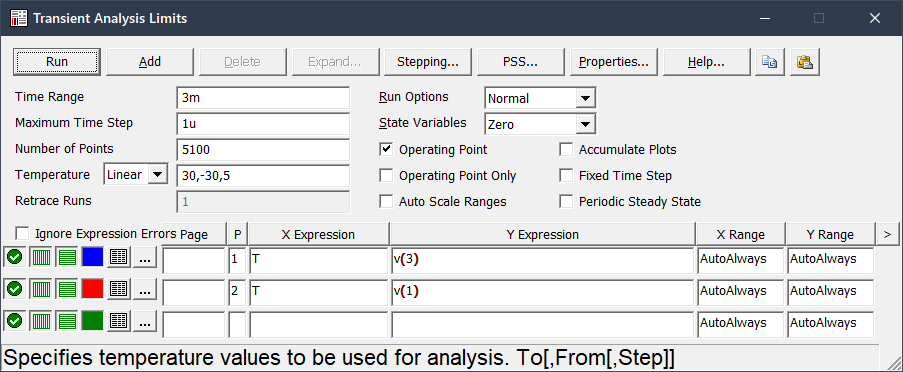 Transient Analysis Limits
Run Add Delete Expand... Stepping... PSS... Properties... Help...
Time Range 3m Run Options Normal
Maximum Time Step 1u State Variables Zero
Number of Points 5100 Operating Point Accumulate Plots
Temperature Linear 30,-30,5 Operating Point Only Fixed Time Step
Retrace Runs 1 Auto Scale Ranges Periodic Steady State
Ignore Expression Errors Page P X Expression Y Expression X Range Y Range >
... 1 T v(3) AutoAlways AutoAlways
... 2 T v(1) AutoAlways AutoAlways
... AutoAlways AutoAlways
Specifies temperature values to be used for analysis. To[,From[,Step]]